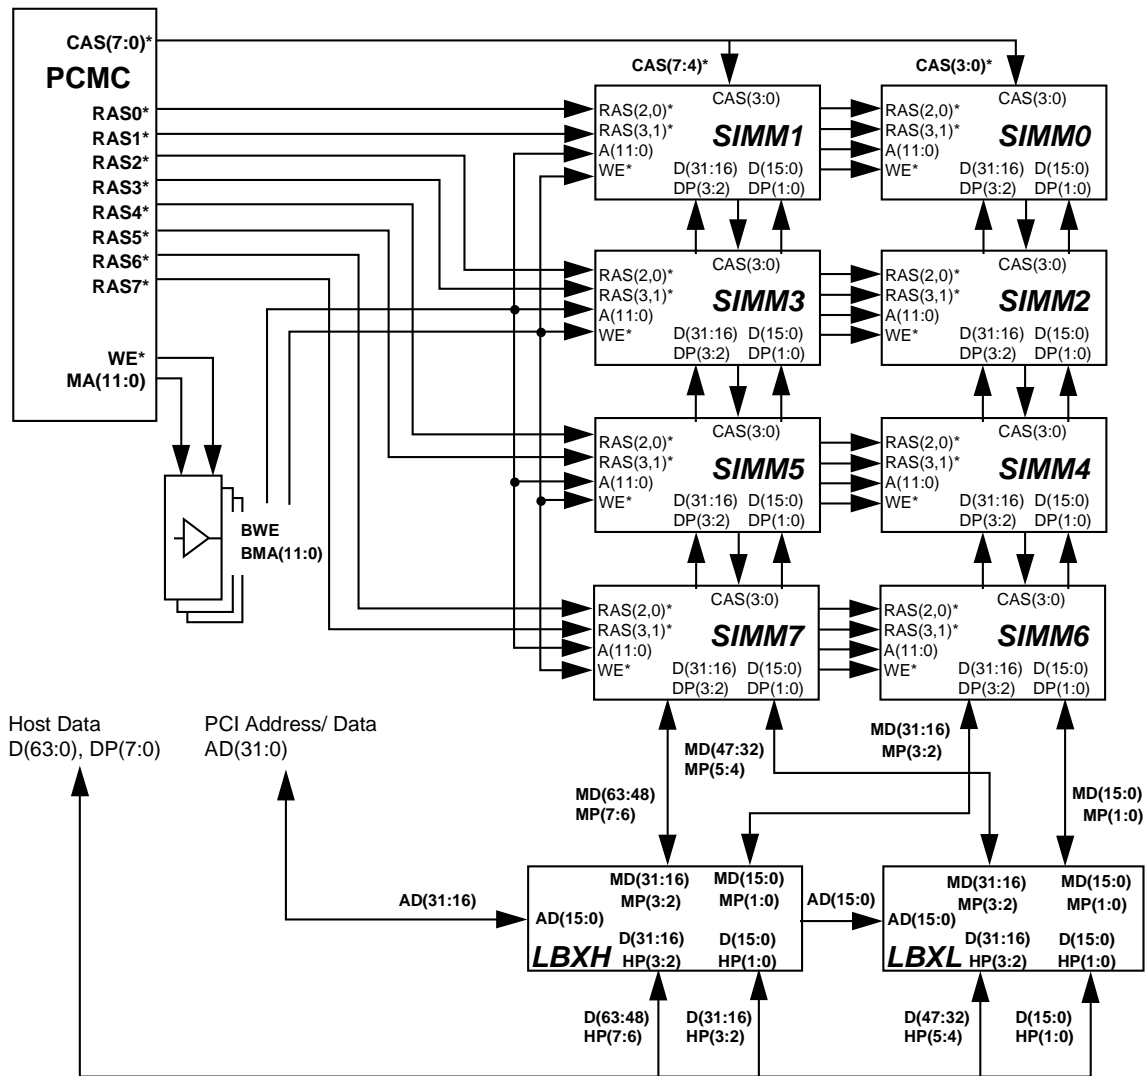 CAS(7:0)*
PCMC
RAS0*
RAS1*
RAS2*
RAS3*
RAS4*
RAS5*
RAS6*
RAS7*
WE*
MA(11:0)
BWE
BMA(11:0)
CAS(7:4)*
CAS(3:0)*
CAS(3:0)
RAS(2,0)*
SIMM1
RAS(3,1)*
A(11:0)
WE*
D(31:16)
D(15:0)
DP(3:2)
DP(1:0)
CAS(3:0)
RAS(2,0)*
SIMM0
RAS(3,1)*
A(11:0)
WE*
D(31:16)
D(15:0)
DP(3:2)
DP(1:0)
CAS(3:0)
RAS(2,0)*
SIMM3
RAS(3,1)*
A(11:0)
WE*
D(31:16)
D(15:0)
DP(3:2)
DP(1:0)
CAS(3:0)
RAS(2,0)*
SIMM2
RAS(3,1)*
A(11:0)
WE*
D(31:16)
D(15:0)
DP(3:2)
DP(1:0)
CAS(3:0)
RAS(2,0)*
SIMM5
RAS(3,1)*
A(11:0)
WE*
D(31:16)
D(15:0)
DP(3:2)
DP(1:0)
CAS(3:0)
RAS(2,0)*
SIMM4
RAS(3,1)*
A(11:0)
WE*
D(31:16)
D(15:0)
DP(3:2)
DP(1:0)
CAS(3:0)
RAS(2,0)*
SIMM7
RAS(3,1)*
A(11:0)
WE*
D(31:16)
D(15:0)
DP(3:2)
DP(1:0)
CAS(3:0)
RAS(2,0)*
SIMM6
RAS(3,1)*
A(11:0)
WE*
D(31:16)
D(15:0)
DP(3:2)
DP(1:0)
Host Data
D(63:0), DP(7:0)
PCI Address/ Data
AD(31:0)
MD(47:32)
MP(5:4)
MD(31:16)
MP(3:2)
MD(63:48)
MP(7:6)
MD(15:0)
MP(1:0)
AD(31:16)
MD(31:16)
MP(3:2)
MD(15:0)
MP(1:0)
AD(15:0)
D(31:16)
HP(3:2)
D(15:0)
HP(1:0)
LBXH
AD(15:0)
MD(31:16)
MP(3:2)
MD(15:0)
MP(1:0)
AD(15:0)
D(31:16)
HP(3:2)
D(15:0)
HP(1:0)
LBXL
D(63:48)
HP(7:6)
D(31:16)
HP(3:2)
D(47:32)
HP(5:4)
D(15:0)
HP(1:0)